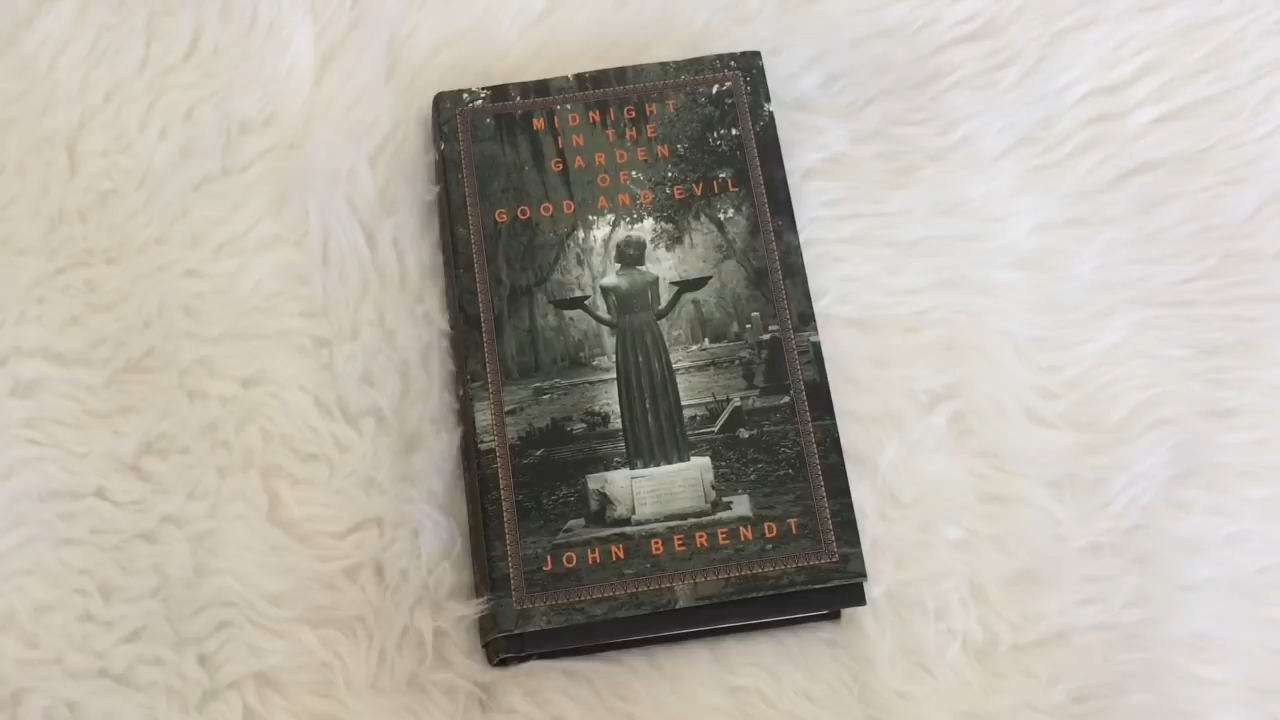 MIDNIGHT
IN THE
GARDEN
OF
GOOD AND EVIL
JOHN BERENDT